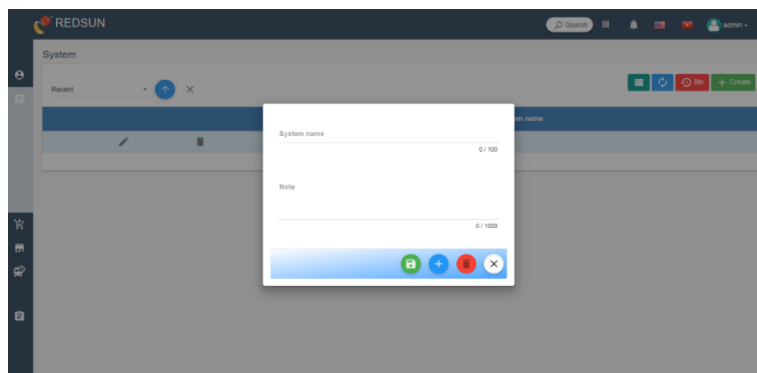 REDSUN
Search
admin
System
Recent
Bin
Create
em name
System name
0 / 100
Note
0 / 1000